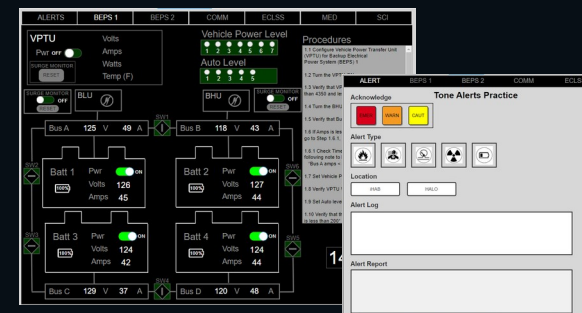 ALERTS BEPS 1 BEPS 2 COMM ECLSS MED SCI
VPTU
Pwr OFF
Volts
Amps
Watts
Temp (F)
SURGE MONITOR
RESET
Vehicle Power Level
1 2 3 4 5 6 7
Auto Level
1 2 3 4 5
SURGE MONITOR
OFF
RESET
BLU
BHU
SURGE MONITOR
OFF
RESET
Bus A 125 V 49 A
SW1
Bus B 118 V 43 A
SW2
Batt 1 Pwr ON
100%
Volts 126
Amps 45
Batt 2 Pwr ON
100%
Volts 127
Amps 44
SW6
SW3
Batt 3 Pwr ON
100%
Volts 124
Amps 42
Batt 4 Pwr ON
100%
Volts 124
Amps 44
SW5
Bus C 129 V 37 A
SW4
Bus D 120 V 48 A
Procedures
1.1 Configure Vehicle Power Transfer Unit
(VPTU) for Backup Electrical
Power System (BEPS) 1
1.2 Turn the VPT
1.3 Verify that VP
than 4350 and le
1.4 Turn the BHU
1.5 Verify that Bu
1.6 If Amps is lea
go to Step 1.6.1,
1.6.1 Check Time
following note to
"Bus 4 amps =
1.7 Set Vehicle P
1.8 Verify VPTU
1.9 Set Auto leve
1.10 Verify that th
is less than 200°
14
ALERT BEPS 1 BEPS 2 COMM ECLS
Tone Alerts Practice
Acknowledge
WARN CAUT
Alert Type
Location
HAB HALO
Alert Log
Alert Report